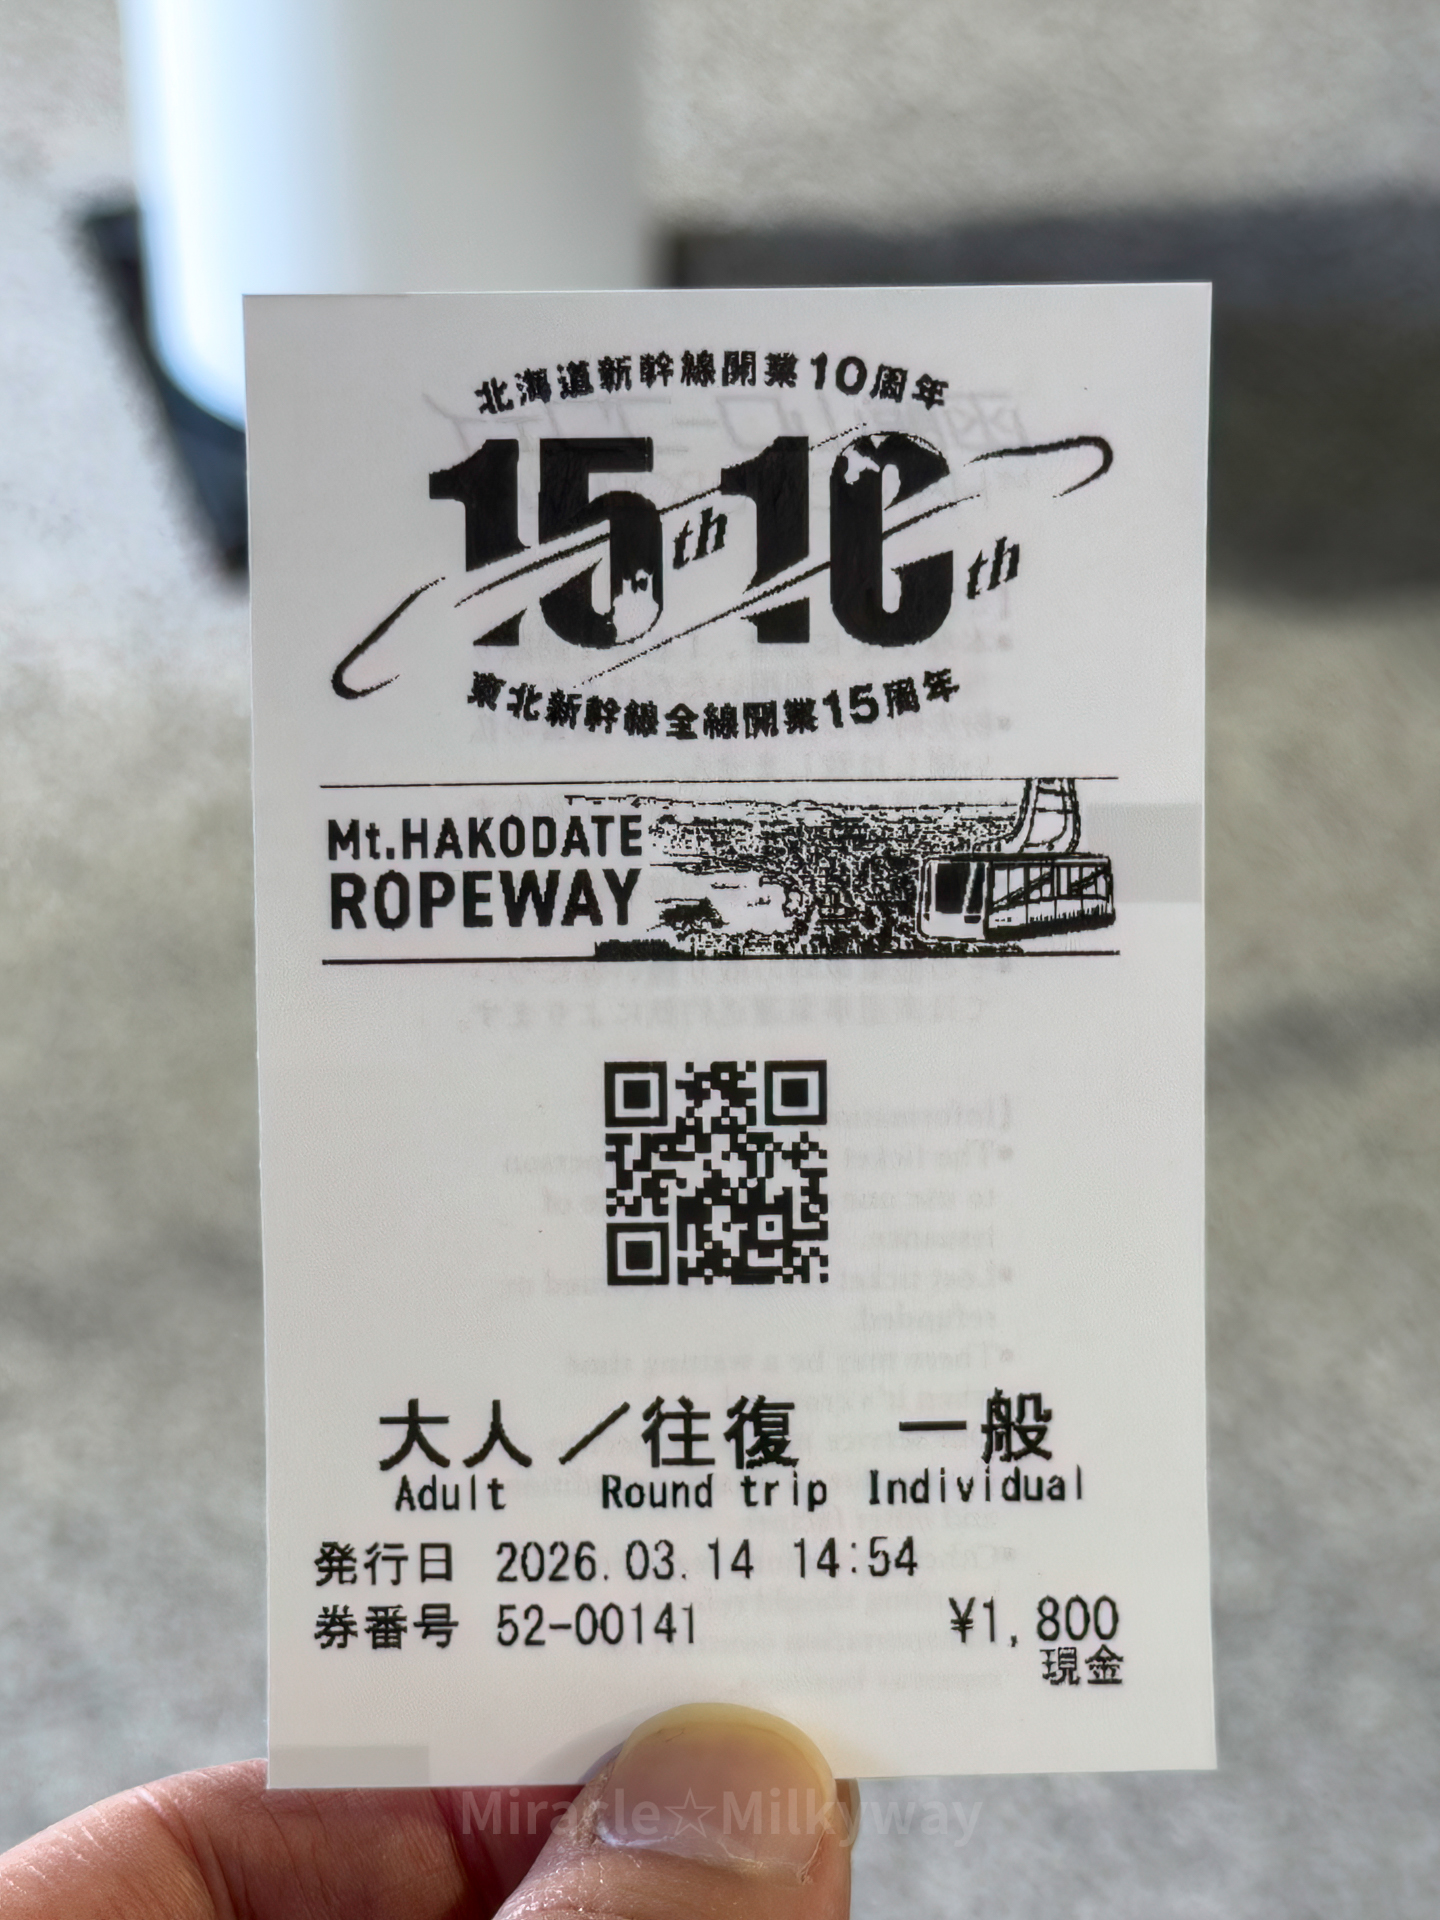 北海道新幹線開業10周年
15th 10th
東北新幹線全線開業15周年
Mt.HAKODATE
ROPEWAY
大人／往復 一般
Adult Round trip Individual
発行日 2026.03.14 14:54
券番号 52-00141 ¥1,800
現金
Miracle☆Milkyway